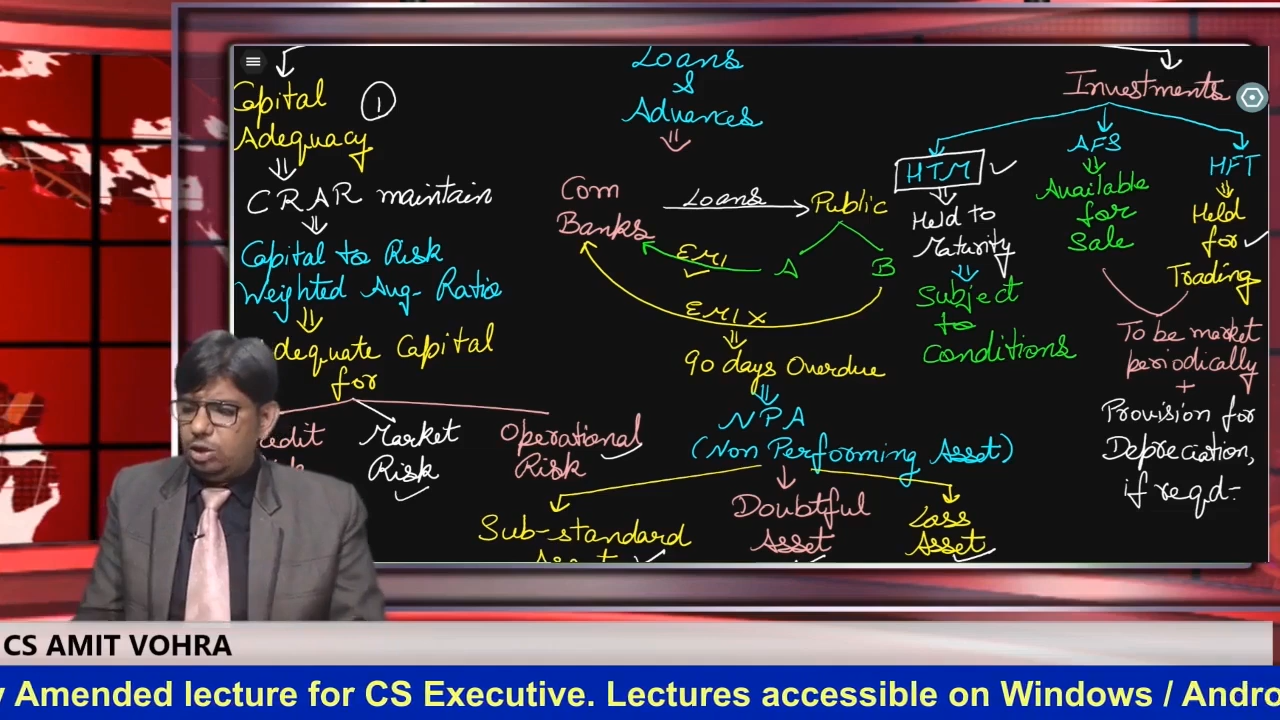 Capital
Adequacy
1
CRAR maintain
Capital to Risk
Weighted Avg- Ratio
Adequate Capital
for
Credit
Market
Risk
Operational
Risk
Loans
&
Advances
Com
Banks
Loans
Public
A
B
EMI
EMI X
90 days Overdue
NPA
(Non Performing Asset)
Sub-standard
Asset
Doubtful
Asset
Loss
Asset
Investments
HTM
Held to
Maturity
Subject
to
Conditions
AFS
Available
for
Sale
HFT
Held
for
Trading
To be market
periodically
+
Provision for
Depreciation,
if reqd-
CS AMIT VOHRA
y Amended lecture for CS Executive. Lectures accessible on Windows / Andro